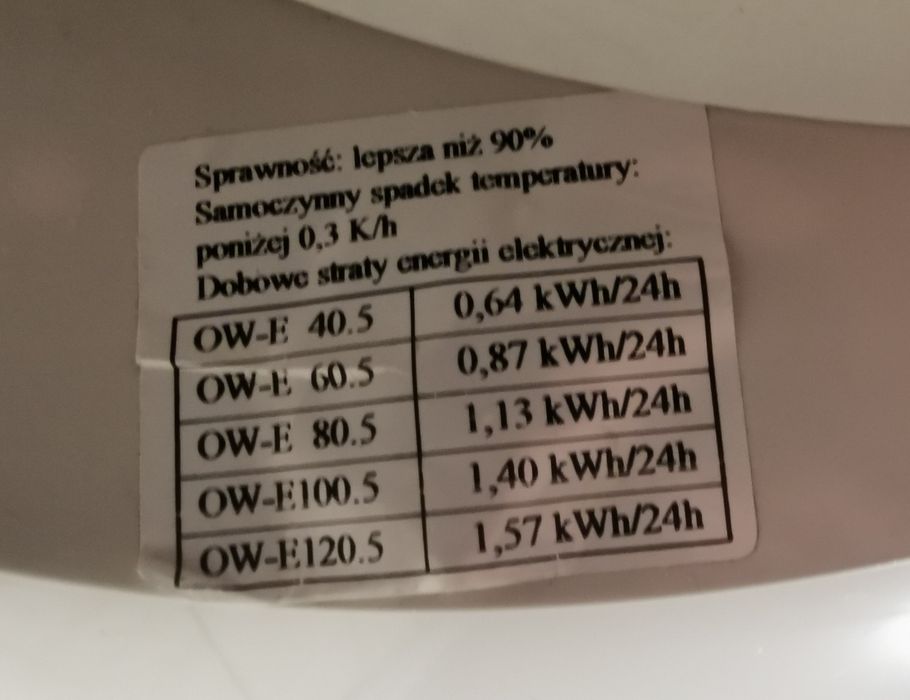 Sprawność: lepsza niż 90%
Samoczynny spadek temperatury:
poniżej 0,3 K/h
Dobowe straty energii elektrycznej:
OW-E 40.5 0,64 kWh/24h
OW-E 60.5 0,87 kWh/24h
OW-E 80.5 1,13 kWh/24h
OW-E100.5 1,40 kWh/24h
OW-E120.5 1,57 kWh/24h